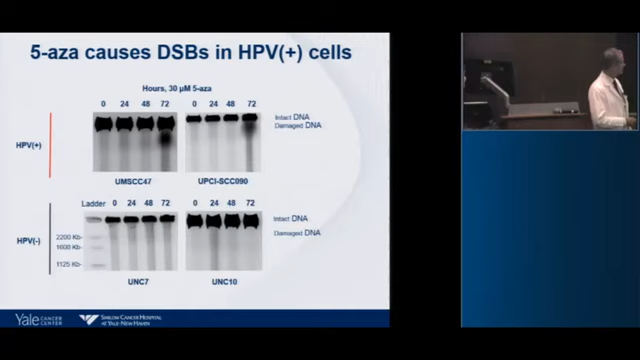 5-aza causes DSBs in HPV(+) cells
Hours, 30 µM 5-aza
0 24 48 72 0 24 48 72
Intact DNA
Damaged DNA
HPV(+)
UMSCC47 UPCI-SCC090
Ladder 0 24 48 72 0 24 48 72
Intact DNA
HPV(-)
2200 Kb-
Damaged DNA
1600 Kb-
1125 Kb-
UNC7 UNC10
Yale CANCER CENTER
SMILOW CANCER HOSPITAL
AT YALE-NEW HAVEN